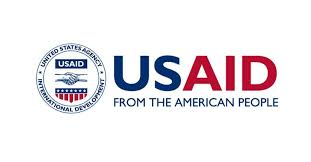 UNITED STATES AGENCY
USAID
INTERNATIONAL DEVELOPMENT
USAID
FROM THE AMERICAN PEOPLE